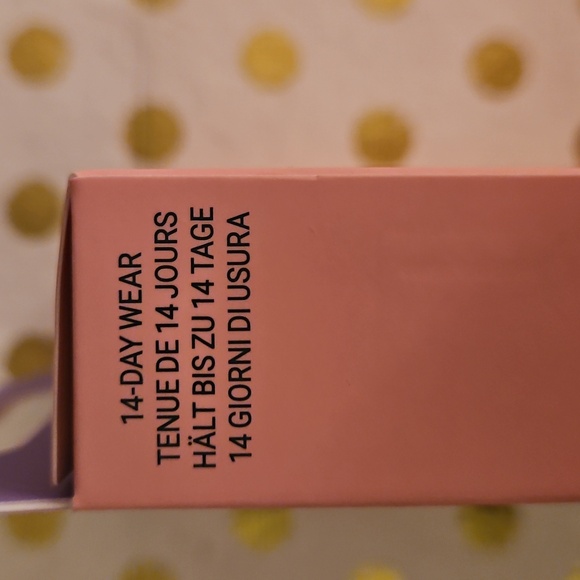 14-DAY WEAR
TENUE DE 14 JOURS
HÄLT BIS ZU 14 TAGE
14 GIORNI DI USURA